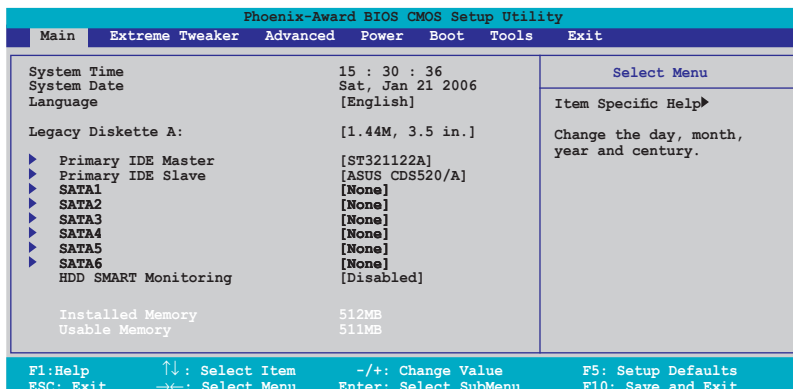 Phoenix-Award BIOS CMOS Setup Utility
Main Extreme Tweaker Advanced Power Boot Tools Exit
System Time 15 : 30 : 36
System Date Sat, Jan 21 2006
Language [English]
Legacy Diskette A: [1.44M, 3.5 in.]
Primary IDE Master [ST321122A]
Primary IDE Slave [ASUS CDS520/A]
SATA1 [None]
SATA2 [None]
SATA3 [None]
SATA4 [None]
SATA5 [None]
SATA6 [None]
HDD SMART Monitoring [Disabled]
Installed Memory 512MB
Usable Memory 511MB
Select Menu
Item Specific Help
Change the day, month,
year and century.
F1:Help ↑↓ : Select Item -/+: Change Value F5: Setup Defaults
ESC: Exit →←: Select Menu Enter: Select SubMenu F10: Save and Exit